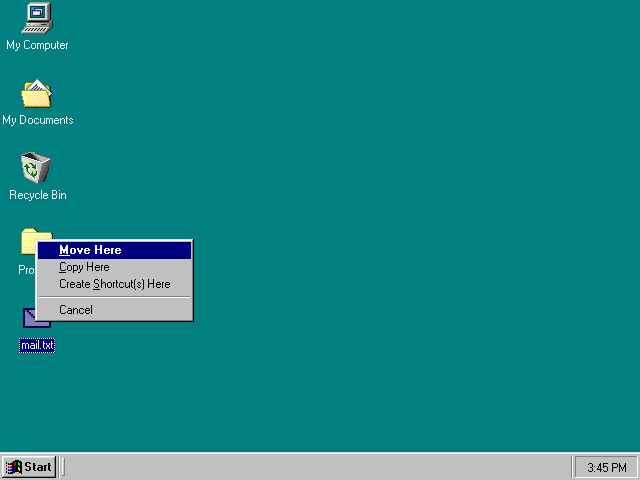 My Computer
My Documents
Recycle Bin
Move Here
Copy Here
Create Shortcut(s) Here
Cancel
mail.txt
Start
3:45 PM